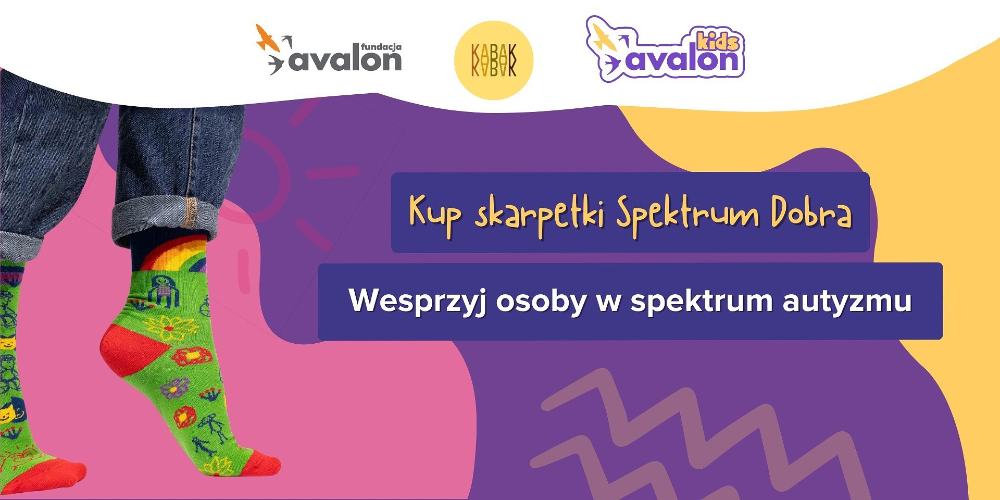 fundacja
avalon
KABAK
KABAK
kids
avalon
Kup skarpetki Spektrum Dobra
Wesprzyj osoby w spektrum autyzmu